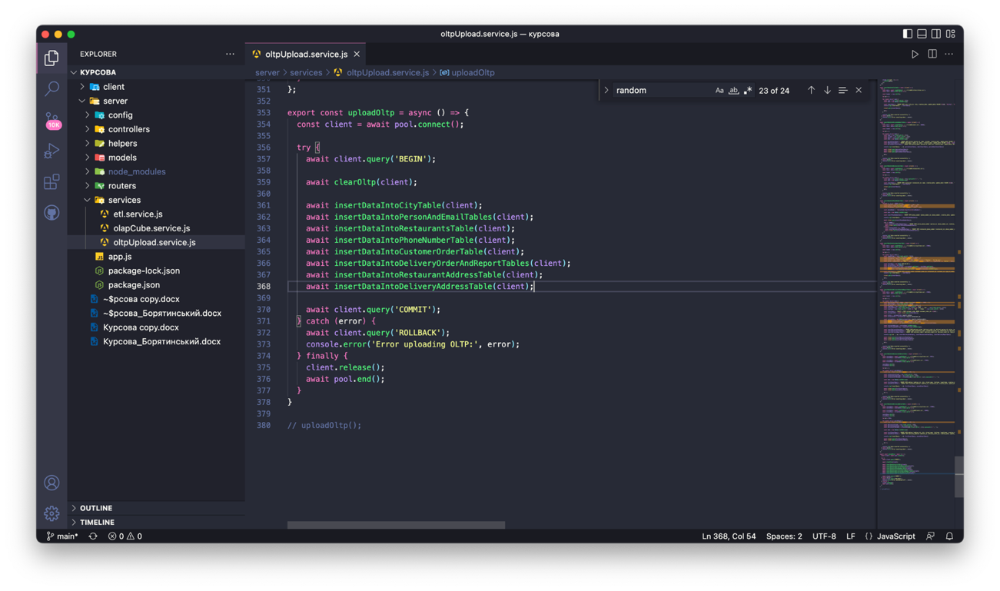 oltpUpload.service.js — курсова
EXPLORER
КУРСОВА
client
server
config
controllers
helpers
models
node_modules
routers
services
etl.service.js
olapCube.service.js
oltpUpload.service.js
app.js
package-lock.json
package.json
~$рсова copy.docx
~$рсова_Борятинський.docx
Курсова copy.docx
Курсова_Борятинський.docx
OUTLINE
TIMELINE
10K
oltpUpload.service.js
server > services > oltpUpload.service.js > uploadOltp
random Aa ab 23 of 24
351 };
352
353 export const uploadOltp = async () => {
354 const client = await pool.connect();
355
356 try {
357 await client.query('BEGIN');
358
359 await clearOltp(client);
360
361 await insertDataIntoCityTable(client);
362 await insertDataIntoPersonAndEmailTables(client);
363 await insertDataIntoRestaurantsTable(client);
364 await insertDataIntoPhoneNumberTable(client);
365 await insertDataIntoCustomerOrderTable(client);
366 await insertDataIntoDeliveryOrderAndReportTables(client);
367 await insertDataIntoRestaurantAddressTable(client);
368 await insertDataIntoDeliveryAddressTable(client);
369
370 await client.query('COMMIT');
371 } catch (error) {
372 await client.query('ROLLBACK');
373 console.error('Error uploading OLTP:', error);
374 } finally {
375 client.release();
376 await pool.end();
377 }
378 }
379
380 // uploadOltp();
main* 0 0 Ln 368, Col 54 Spaces: 2 UTF-8 LF {} JavaScript